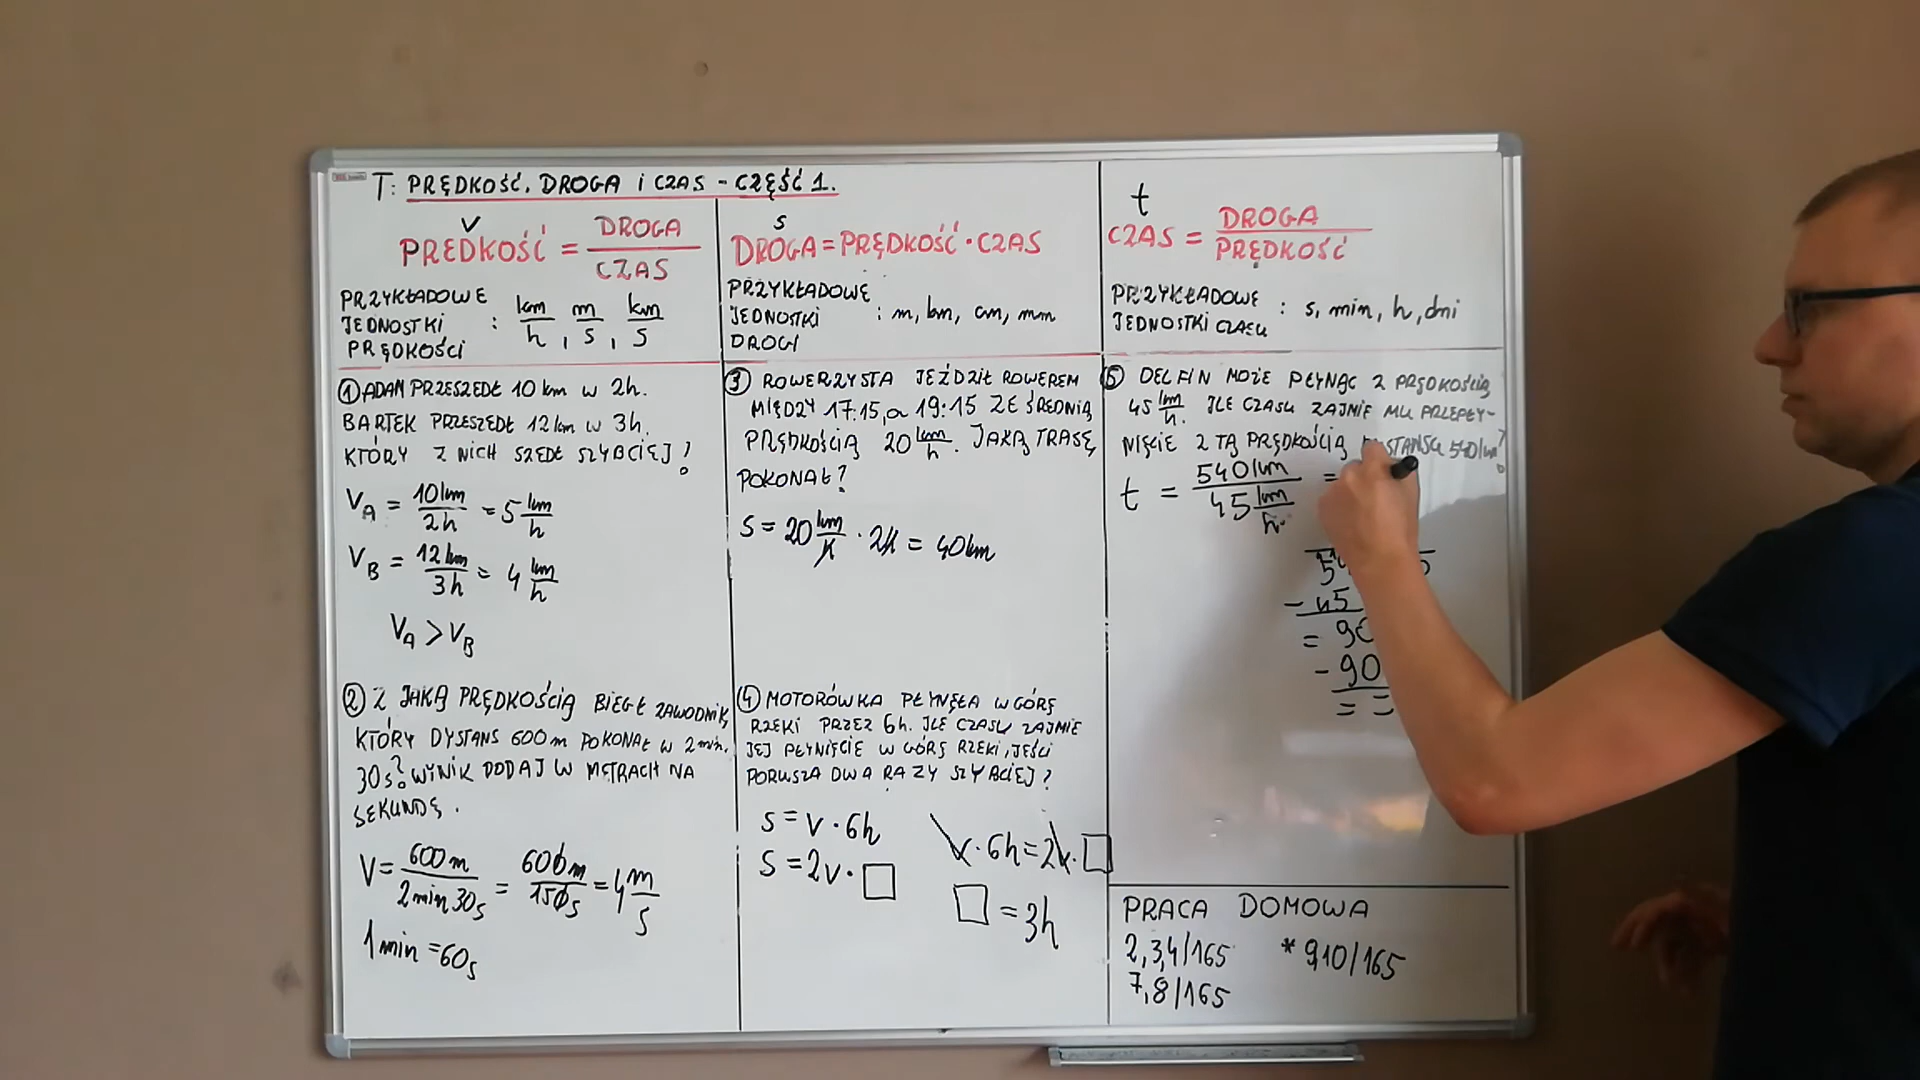 T: PRĘDKOŚĆ, DROGA i CZAS - CZĘŚĆ 1.
V
PRĘDKOŚĆ = DROGA / CZAS
PRZYKŁADOWE
JEDNOSTKI : km/h, m/s, km/s
PRĘDKOŚCI
① ADAM PRZESZEDŁ 10 km w 2h.
BARTEK PRZESZEDŁ 12 km w 3h.
KTÓRY Z NICH SZEDŁ SZYBCIEJ?
VA = 10km/2h = 5 km/h
VB = 12km/3h = 4 km/h
VA > VB
② Z JAKĄ PRĘDKOŚCIĄ BIEGŁ ZAWODNIK,
KTÓRY DYSTANS 600m POKONAŁ w 2 min.
30s? WYNIK PODAJ W METRACH NA
SEKUNDĘ.
V = 600m/2min30s = 600m/150s = 4 m/s
1min = 60s
s
DROGA = PRĘDKOŚĆ · CZAS
PRZYKŁADOWE
JEDNOSTKI : m, km, cm, mm
DROGI
③ ROWERZYSTA JEŹDZIŁ ROWEREM
MIĘDZY 17:15, a 19:15 ZE ŚREDNIĄ
PRĘDKOŚCIĄ 20 km/h. JAKĄ TRASĘ
POKONAŁ?
S = 20 km/h · 2h = 40km
④ MOTORÓWKA PŁYNĘŁA W GÓRĘ
RZEKI PRZEZ 6h. ILE CZASU ZAJMIE
JEJ PŁYNIĘCIE W GÓRĘ RZEKI, JEŚLI
PORUSZA DWA RAZY SZYBCIEJ?
S = V · 6h
S = 2V · □
V · 6h = 2V · □
□ = 3h
t
CZAS = DROGA / PRĘDKOŚĆ
PRZYKŁADOWE
JEDNOSTKI CZASU : s, min, h, dni
⑤ DELFIN MOŻE PŁYNĄĆ Z PRĘDKOŚCIĄ
45 km/h. ILE CZASU ZAJMIE MU PRZEPŁY-
NIĘCIE Z TĄ PRĘDKOŚCIĄ 540km?
t = 540km / 45 km/h =
- 45
= 90
- 90
= =
PRACA DOMOWA
2,3,4/165 * 9,10/165
7,8/165